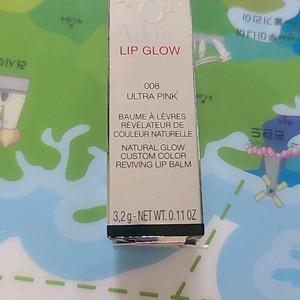 Addict
LIP GLOW
008
ULTRA PINK
BAUME À LÈVRES
RÉVÉLATEUR DE
COULEUR NATURELLE
NATURAL GLOW
CUSTOM COLOR
REVIVING LIP BALM
3,2 g - NET WT. 0.11 OZ